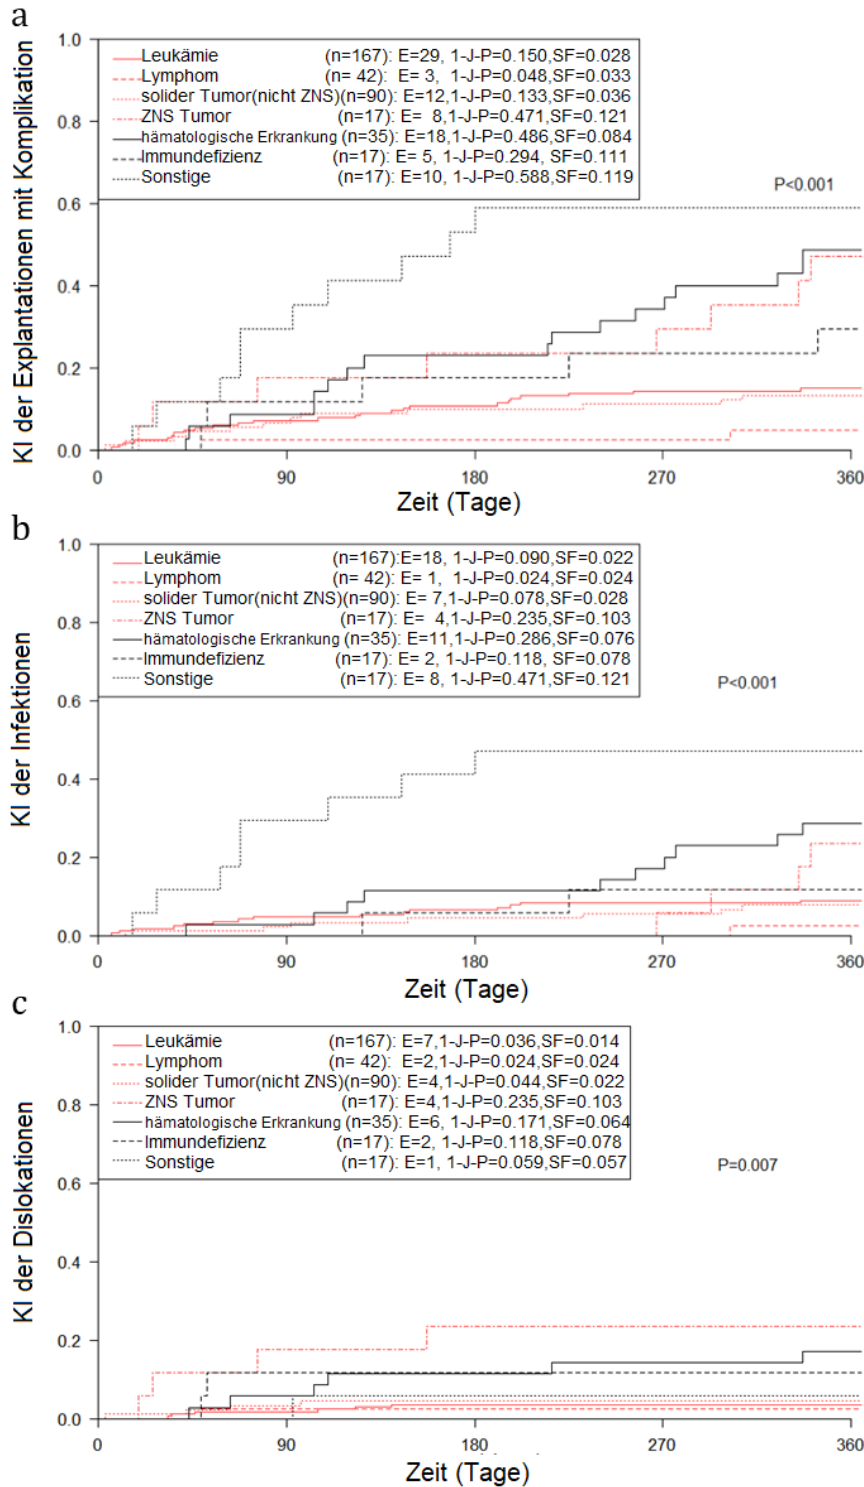 a
KI der Explantationen mit Komplikation
1.0
0.8
0.6
0.4
0.2
0.0
Leukämie (n=167): E=29, 1-J-P=0.150,SF=0.028
Lymphom (n= 42): E= 3, 1-J-P=0.048,SF=0.033
solider Tumor(nicht ZNS)(n=90): E=12,1-J-P=0.133,SF=0.036
ZNS Tumor (n=17): E= 8,1-J-P=0.471,SF=0.121
hämatologische Erkrankung (n=35): E=18,1-J-P=0.486,SF=0.084
Immundefizienz (n=17): E= 5, 1-J-P=0.294, SF=0.111
Sonstige (n=17): E=10, 1-J-P=0.588,SF=0.119
P<0.001
0 90 180 270 360
Zeit (Tage)
b
KI der Infektionen
1.0
0.8
0.6
0.4
0.2
0.0
Leukämie (n=167):E=18, 1-J-P=0.090,SF=0.022
Lymphom (n= 42): E= 1, 1-J-P=0.024,SF=0.024
solider Tumor(nicht ZNS)(n=90): E= 7,1-J-P=0.078,SF=0.028
ZNS Tumor (n=17): E= 4,1-J-P=0.235,SF=0.103
hämatologische Erkrankung (n=35): E=11,1-J-P=0.286,SF=0.076
Immundefizienz (n=17): E= 2, 1-J-P=0.118, SF=0.078
Sonstige (n=17): E= 8, 1-J-P=0.471,SF=0.121
P<0.001
0 90 180 270 360
Zeit (Tage)
c
KI der Dislokationen
1.0
0.8
0.6
0.4
0.2
0.0
Leukämie (n=167): E=7,1-J-P=0.036,SF=0.014
Lymphom (n= 42): E=2,1-J-P=0.024,SF=0.024
solider Tumor(nicht ZNS)(n=90): E=4,1-J-P=0.044,SF=0.022
ZNS Tumor (n=17): E=4,1-J-P=0.235,SF=0.103
hämatologische Erkrankung (n=35): E=6, 1-J-P=0.171,SF=0.064
Immundefizienz (n=17): E=2, 1-J-P=0.118,SF=0.078
Sonstige (n=17): E=1, 1-J-P=0.059,SF=0.057
P=0.007
0 90 180 270 360
Zeit (Tage)